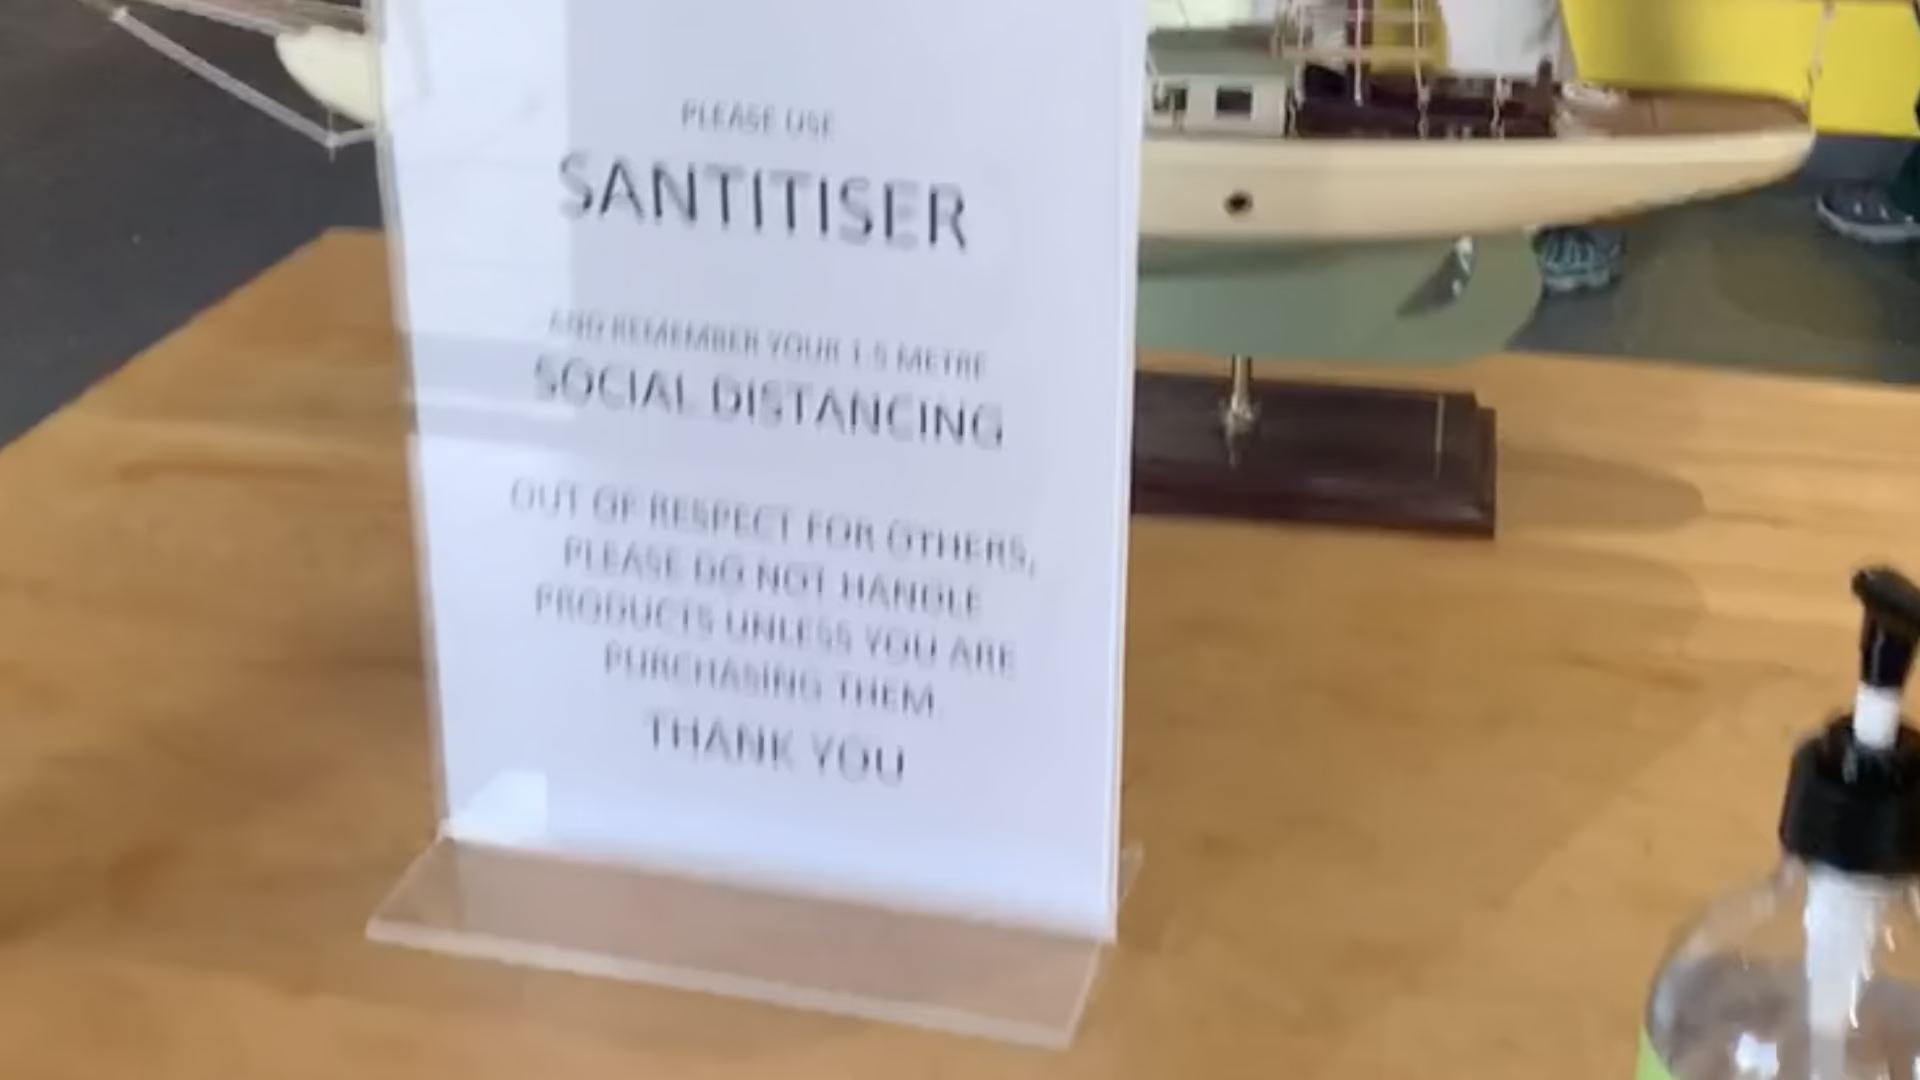 PLEASE USE
SANTITISER
AND REMEMBER YOUR 1.5 METRE
SOCIAL DISTANCING
OUT OF RESPECT FOR OTHERS,
PLEASE DO NOT HANDLE
PRODUCTS UNLESS YOU ARE
PURCHASING THEM.
THANK YOU